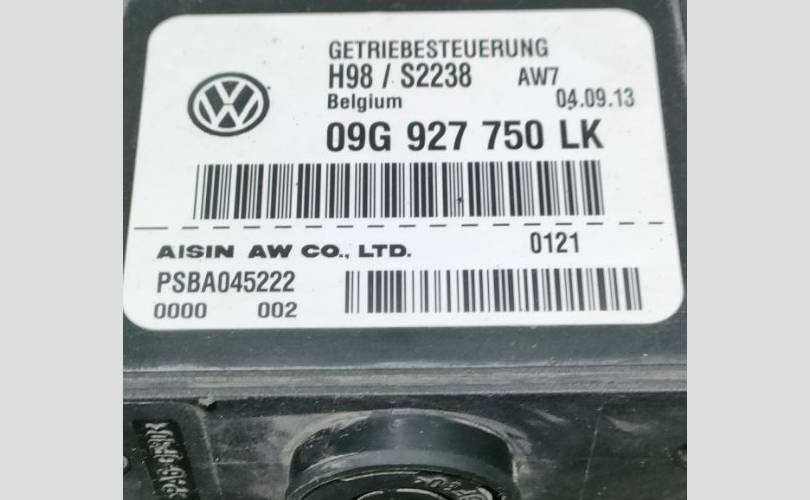 GETRIEBESTEUERUNG
H98 / S2238 AW7
Belgium 04.09.13
09G 927 750 LK
AISIN AW CO., LTD. 0121
PSBA045222
0000 002